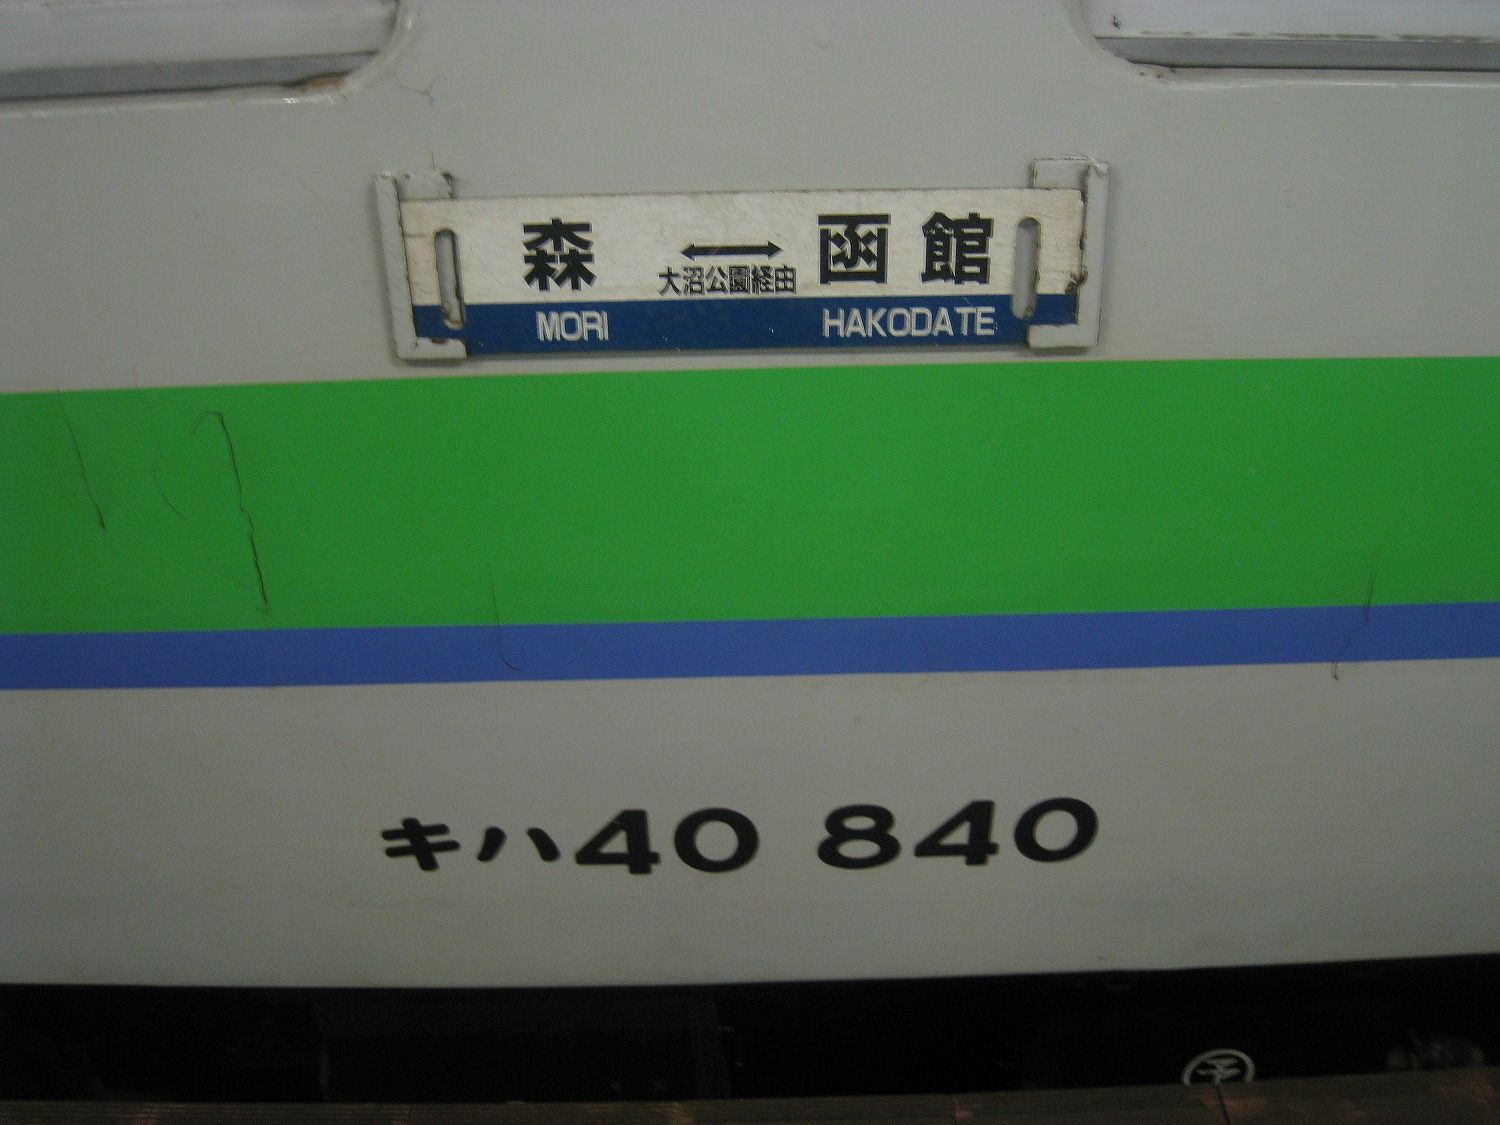 森 ←→ 函館
大沼公園経由
MORI HAKODATE
キハ40 840